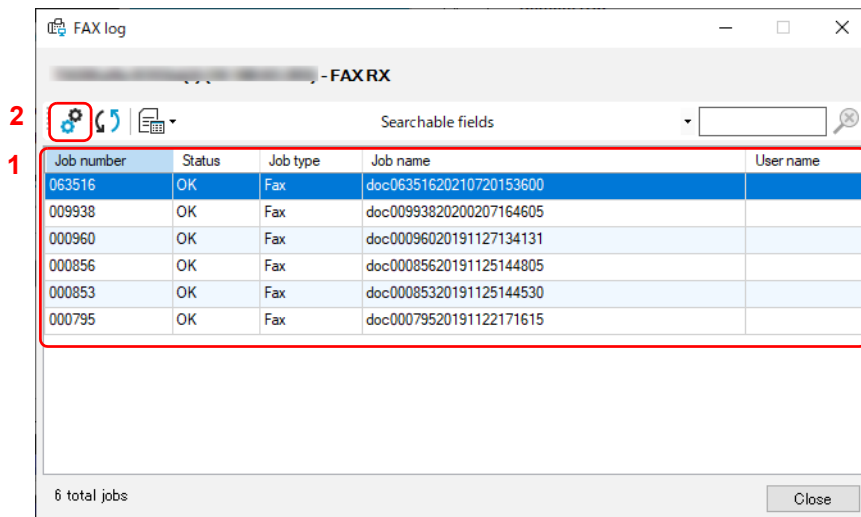 FAX log
- FAX RX
2
Searchable fields
1
Job number Status Job type Job name User name
063516 OK Fax doc06351620210720153600
009938 OK Fax doc00993820200207164605
000960 OK Fax doc00096020191127134131
000856 OK Fax doc00085620191125144805
000853 OK Fax doc00085320191125144530
000795 OK Fax doc00079520191122171615
6 total jobs
Close